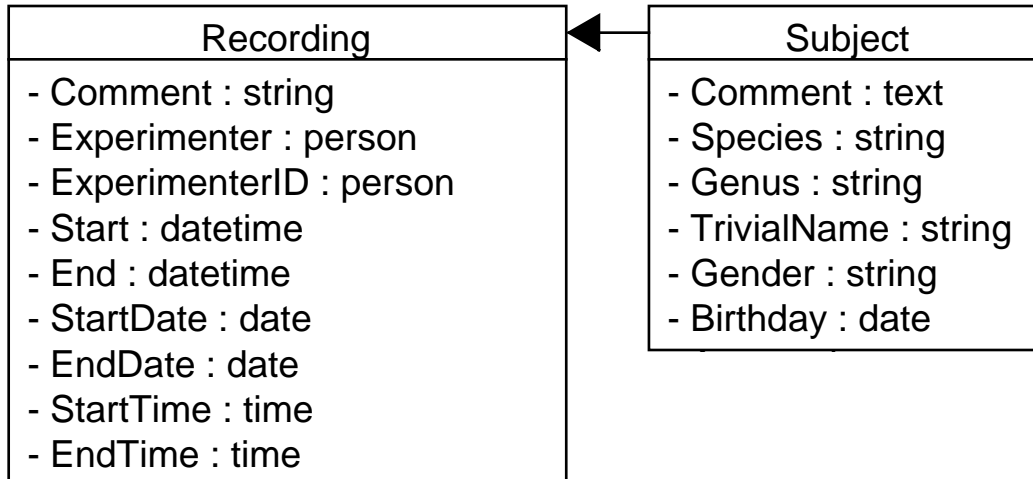 Recording
- Comment : string
- Experimenter : person
- ExperimenterID : person
- Start : datetime
- End : datetime
- StartDate : date
- EndDate : date
- StartTime : time
- EndTime : time
Subject
- Comment : text
- Species : string
- Genus : string
- TrivialName : string
- Gender : string
- Birthday : date